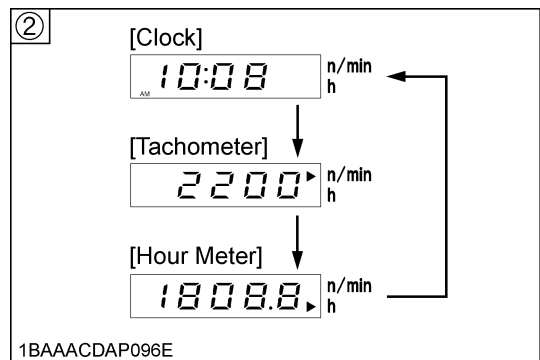 ②
[Clock]
AM 10:08 n/min
h
[Tachometer]
2200 n/min
h
[Hour Meter]
1808.8 n/min
h
1BAAACDAP096E